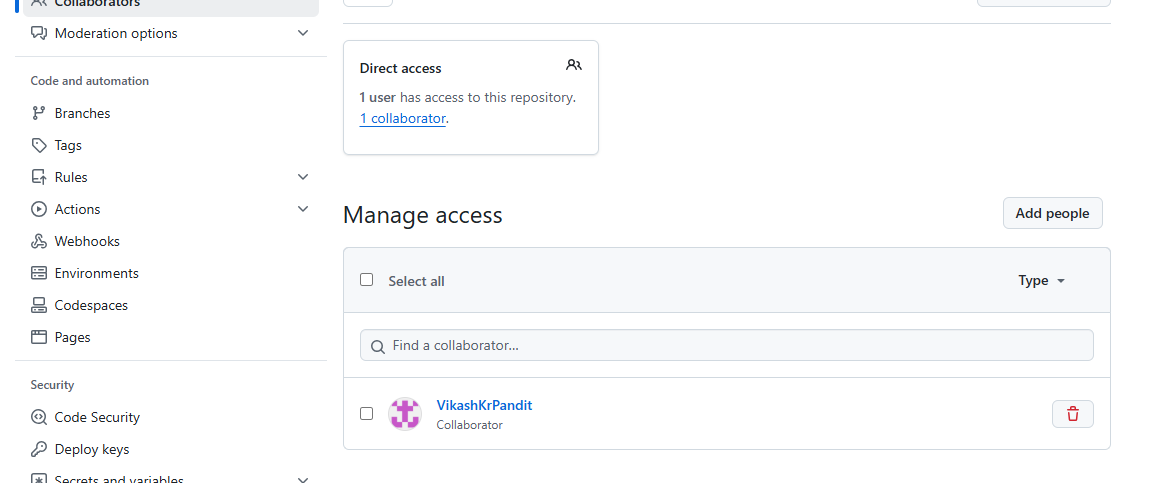 Collaborators
Moderation options
Code and automation
Branches
Tags
Rules
Actions
Webhooks
Environments
Codespaces
Pages
Security
Code Security
Deploy keys
Secrets and variables
Direct access
1 user has access to this repository.
1 collaborator.
Manage access
Add people
Select all
Type
Find a collaborator...
VikashKrPandit
Collaborator